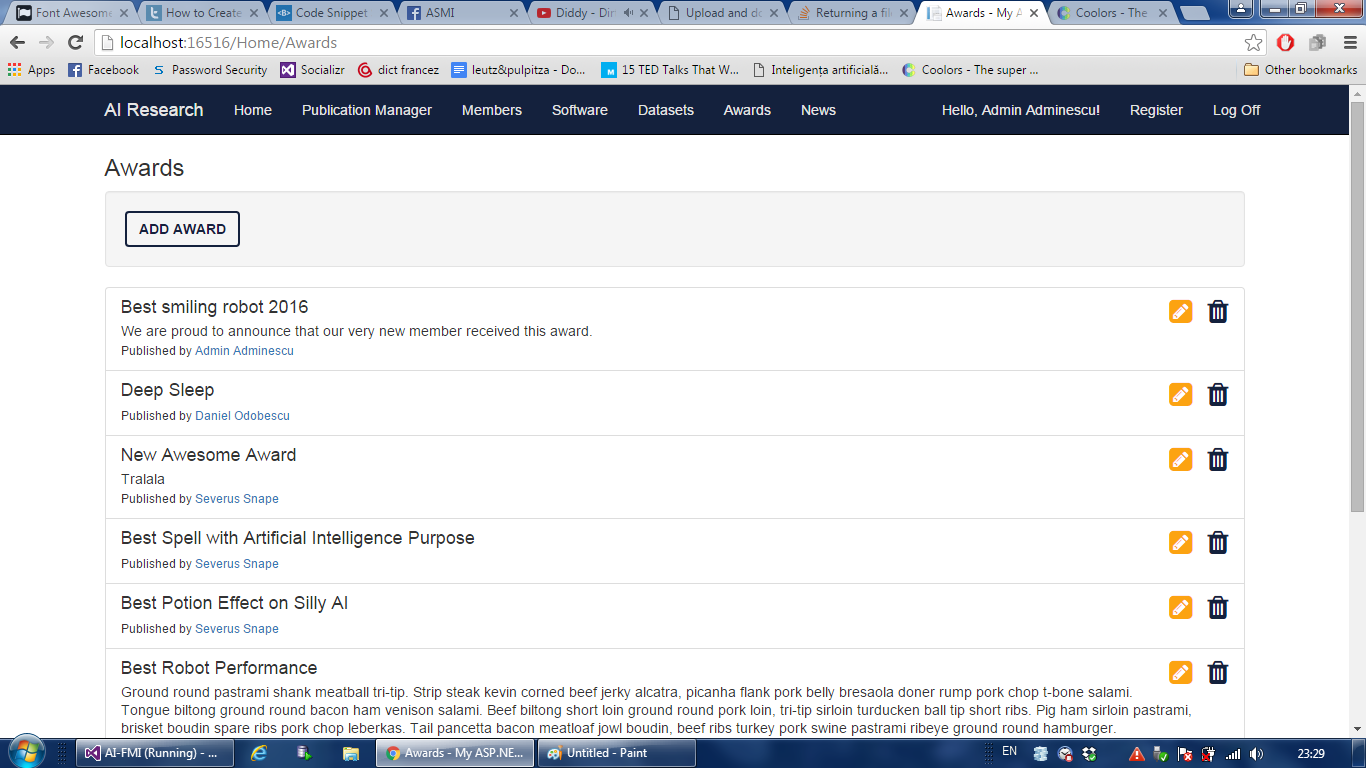 Font Awesome
How to Create
Code Snippet
ASMI
Diddy - Dir
Upload and do
Returning a file
Awards - My A
Coolors - The
localhost:16516/Home/Awards
Apps Facebook Password Security Socializr dict francez leutz&pulpitza - Do... 15 TED Talks That W... Inteligența artificială... Coolors - The super ... Other bookmarks
AI Research Home Publication Manager Members Software Datasets Awards News Hello, Admin Adminescu! Register Log Off
Awards
ADD AWARD
Best smiling robot 2016
We are proud to announce that our very new member received this award.
Published by Admin Adminescu
Deep Sleep
Published by Daniel Odobescu
New Awesome Award
Tralala
Published by Severus Snape
Best Spell with Artificial Intelligence Purpose
Published by Severus Snape
Best Potion Effect on Silly AI
Published by Severus Snape
Best Robot Performance
Ground round pastrami shank meatball tri-tip. Strip steak kevin corned beef jerky alcatra, picanha flank pork belly bresaola doner rump pork chop t-bone salami.
Tongue biltong ground round bacon ham venison salami. Beef biltong short loin ground round pork loin, tri-tip sirloin turducken ball tip short ribs. Pig ham sirloin pastrami,
brisket boudin spare ribs pork chop leberkas. Tail pancetta bacon meatloaf jowl boudin, beef ribs turkey pork swine pastrami ribeye ground round hamburger.
AI-FMI (Running) - ... Awards - My ASP.NE... Untitled - Paint EN 23:29